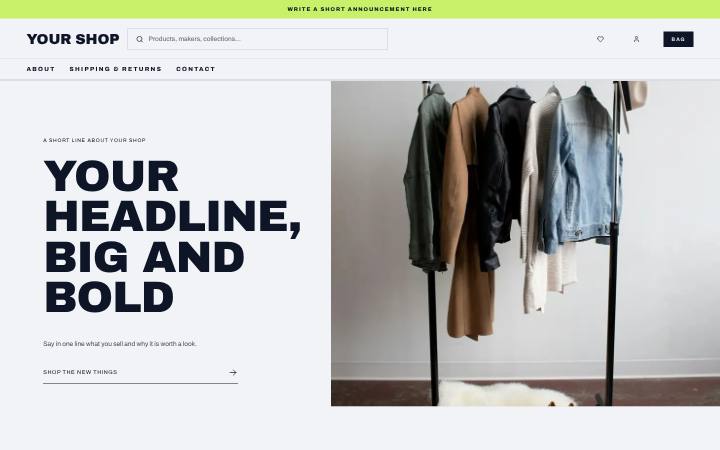 WRITE A SHORT ANNOUNCEMENT HERE
YOUR SHOP
Products, makers, collections...
BAG
ABOUT
SHIPPING & RETURNS
CONTACT
A SHORT LINE ABOUT YOUR SHOP
YOUR
HEADLINE,
BIG AND
BOLD
Say in one line what you sell and why it is worth a look.
SHOP THE NEW THINGS